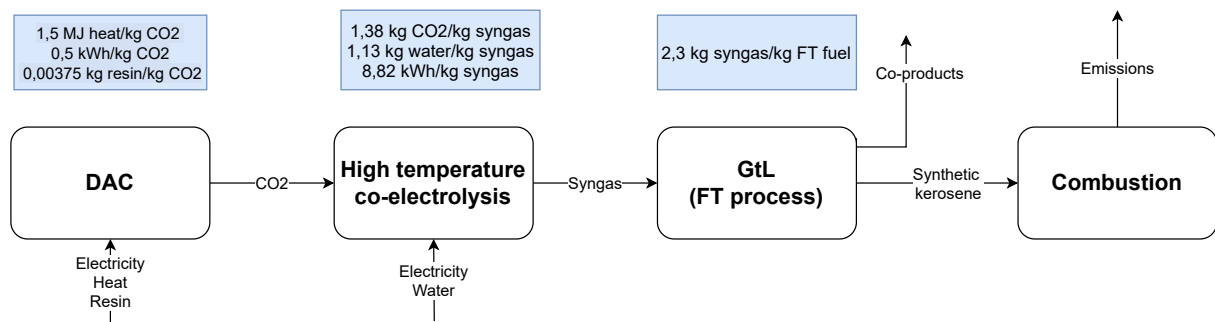 1,5 MJ heat/kg CO2
0,5 kWh/kg CO2
0,00375 kg resin/kg CO2
1,38 kg CO2/kg syngas
1,13 kg water/kg syngas
8,82 kWh/kg syngas
2,3 kg syngas/kg FT fuel
Co-products
Emissions
DAC
CO2
High temperature
co-electrolysis
Syngas
GtL
(FT process)
Synthetic
kerosene
Combustion
Electricity
Heat
Resin
Electricity
Water